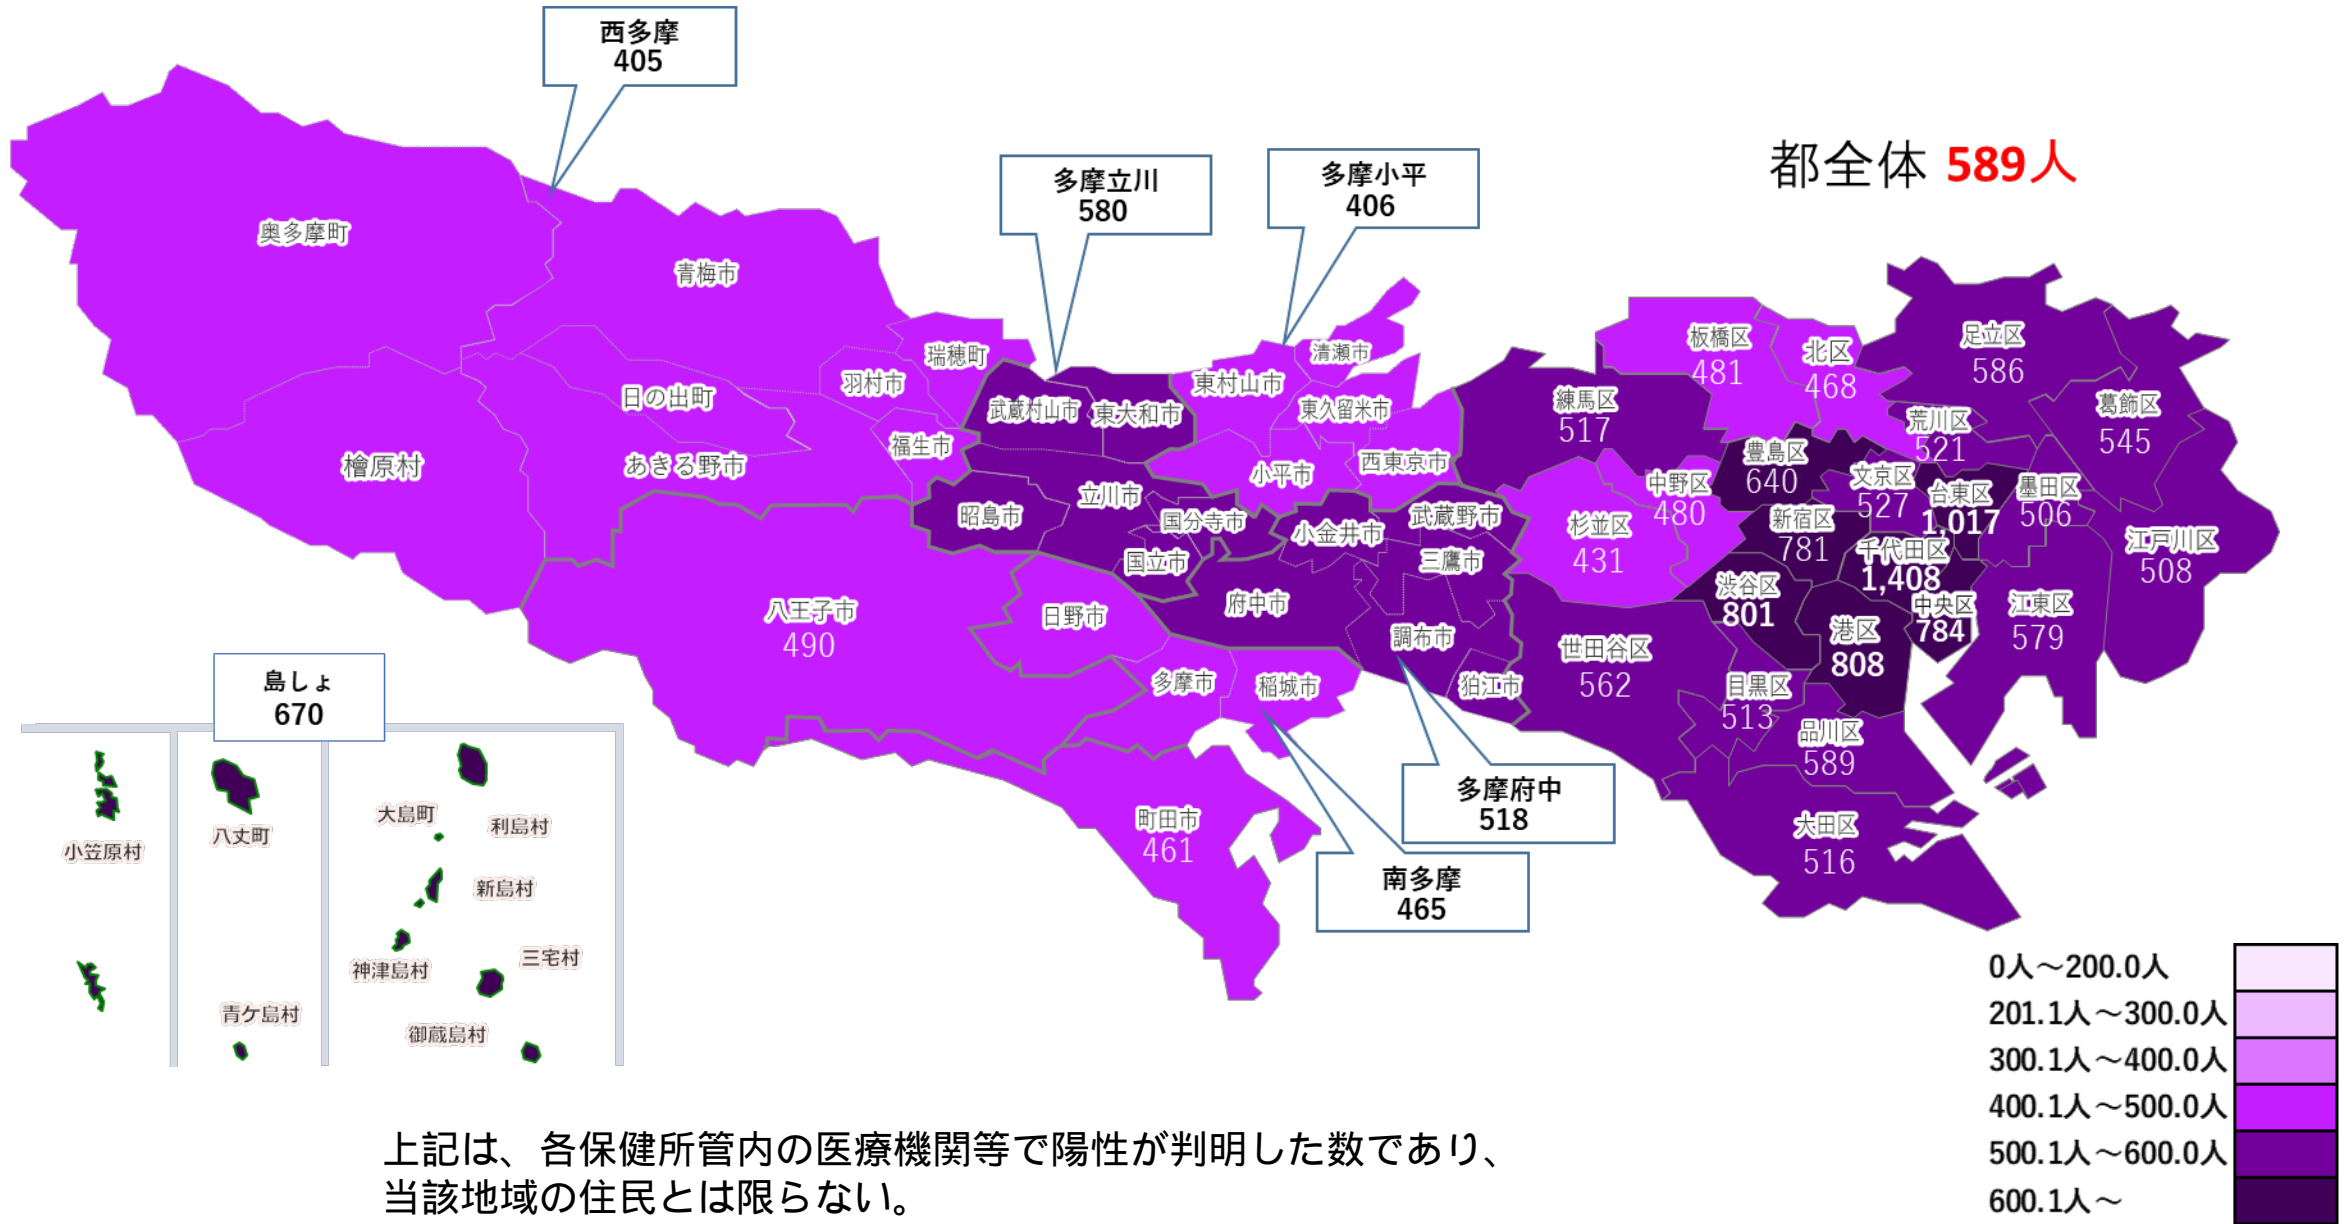 西多摩
405
多摩立川
580
多摩小平
406
都全体 589人
奥多摩町
青梅市
瑞穂町
羽村市
日の出町
福生市
あきる野市
檜原村
武蔵村山市
東大和市
東村山市
清瀬市
東久留米市
小平市
西東京市
立川市
昭島市
国分寺市
国立市
小金井市
武蔵野市
三鷹市
府中市
調布市
狛江市
八王子市
490
日野市
多摩市
稲城市
町田市
461
練馬区
517
板橋区
481
北区
468
足立区
586
葛飾区
545
荒川区
521
豊島区
640
文京区
527
台東区
1,017
墨田区
506
中野区
480
杉並区
431
新宿区
781
千代田区
1,408
江戸川区
508
渋谷区
801
中央区
784
江東区
579
港区
808
世田谷区
562
目黒区
513
品川区
589
大田区
516
多摩府中
518
南多摩
465
島しょ
670
小笠原村
八丈町
青ケ島村
大島町
利島村
新島村
神津島村
三宅村
御蔵島村
0人～200.0人
201.1人～300.0人
300.1人～400.0人
400.1人～500.0人
500.1人～600.0人
600.1人～
上記は、各保健所管内の医療機関等で陽性が判明した数であり、
当該地域の住民とは限らない。